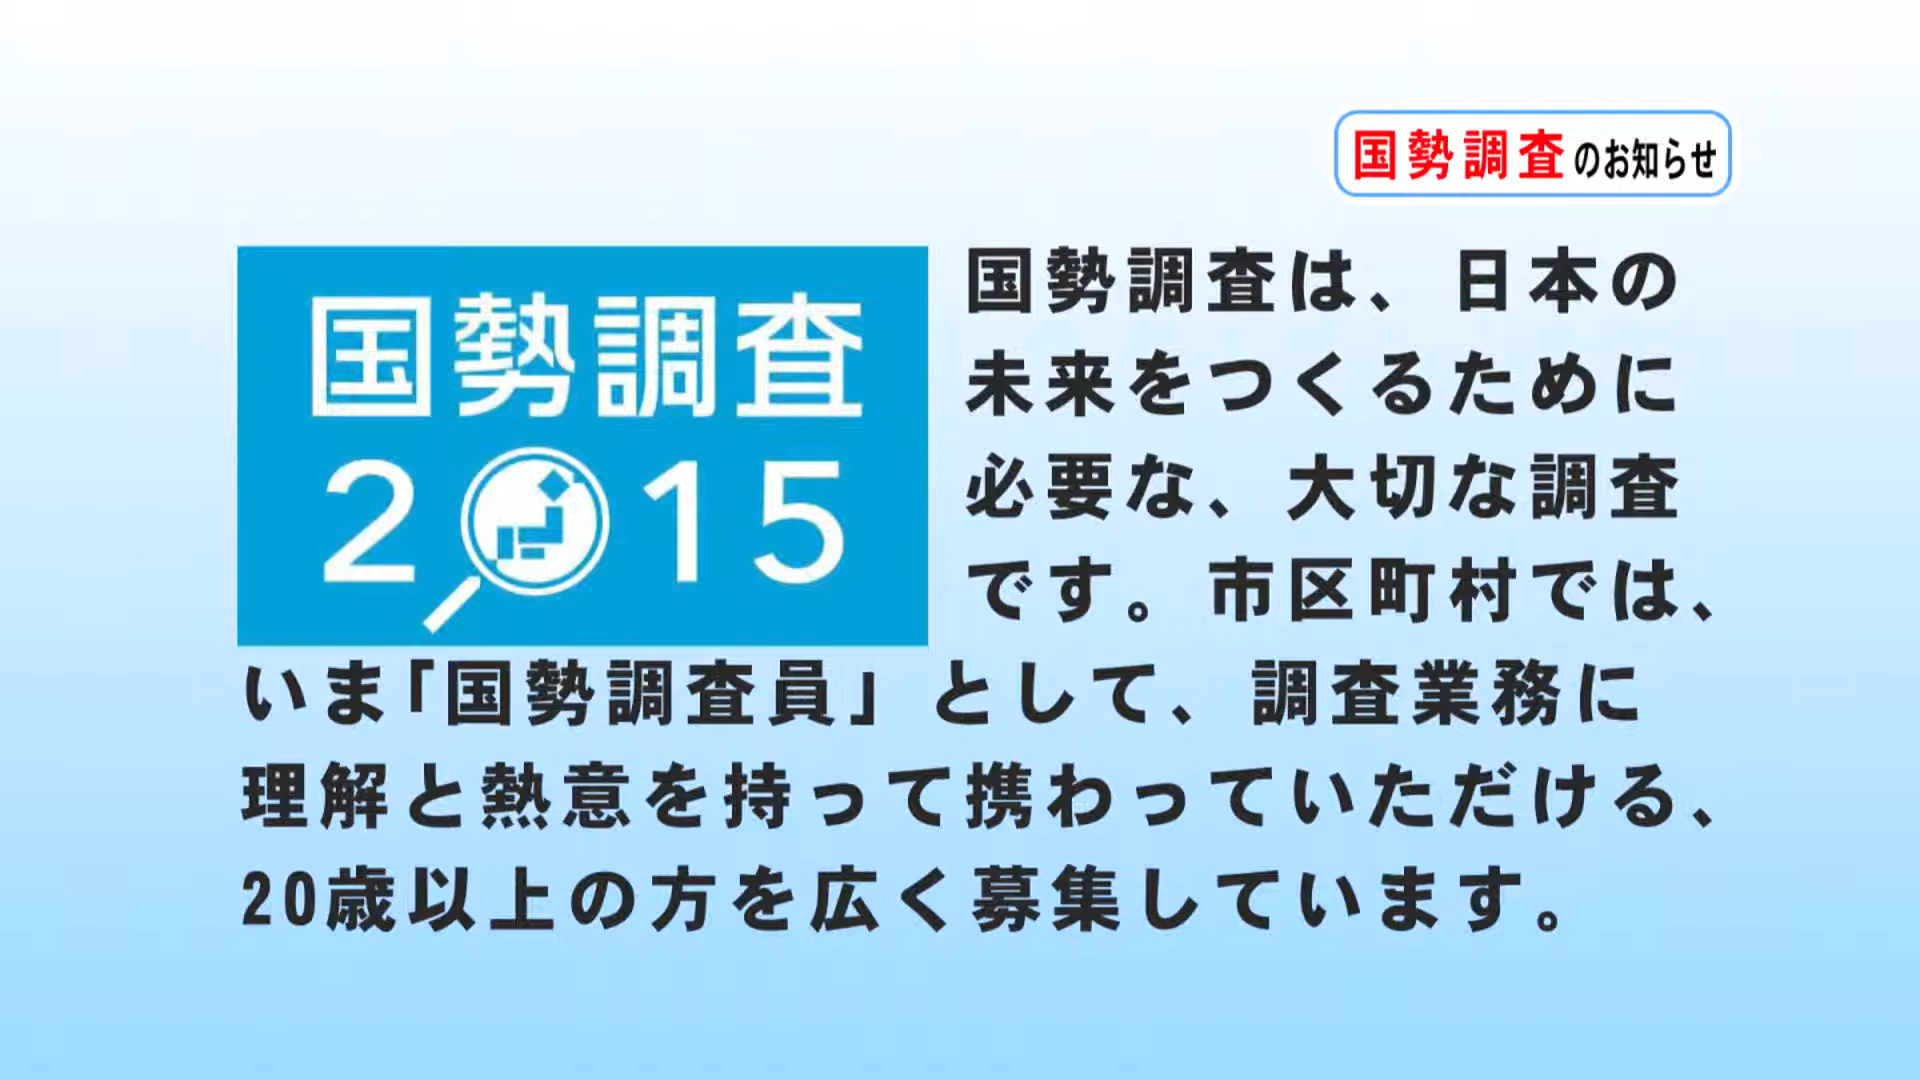 国勢調査のお知らせ
国勢調査
2015
国勢調査は、日本の
未来をつくるために
必要な、大切な調査
です。市区町村では、
いま「国勢調査員」として、調査業務に
理解と熱意を持って携わっていただける、
20歳以上の方を広く募集しています。